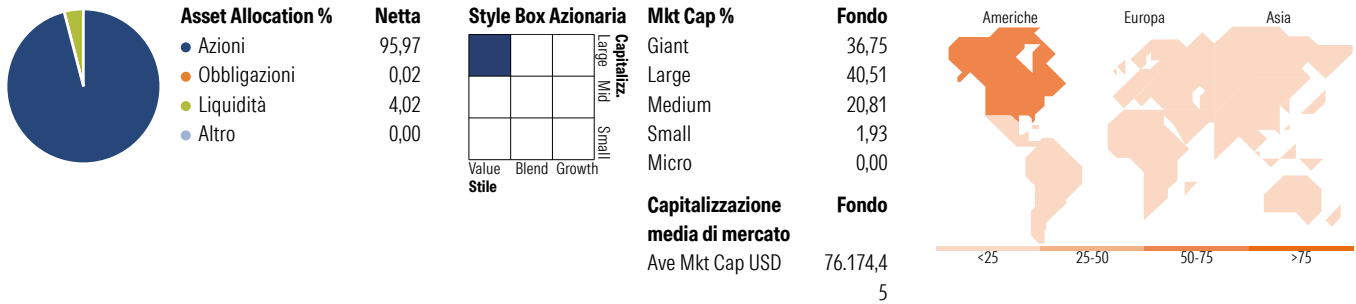 Asset Allocation % Netta
Azioni 95,97
Obbligazioni 0,02
Liquidità 4,02
Altro 0,00
Style Box Azionaria
Large Mid Small
Capitalizz.
Value Blend Growth
Stile
Mkt Cap % Fondo
Giant 36,75
Large 40,51
Medium 20,81
Small 1,93
Micro 0,00
Capitalizzazione Fondo
media di mercato
Ave Mkt Cap USD 76.174,4
5
Americhe Europa Asia
<25 25-50 50-75 >75